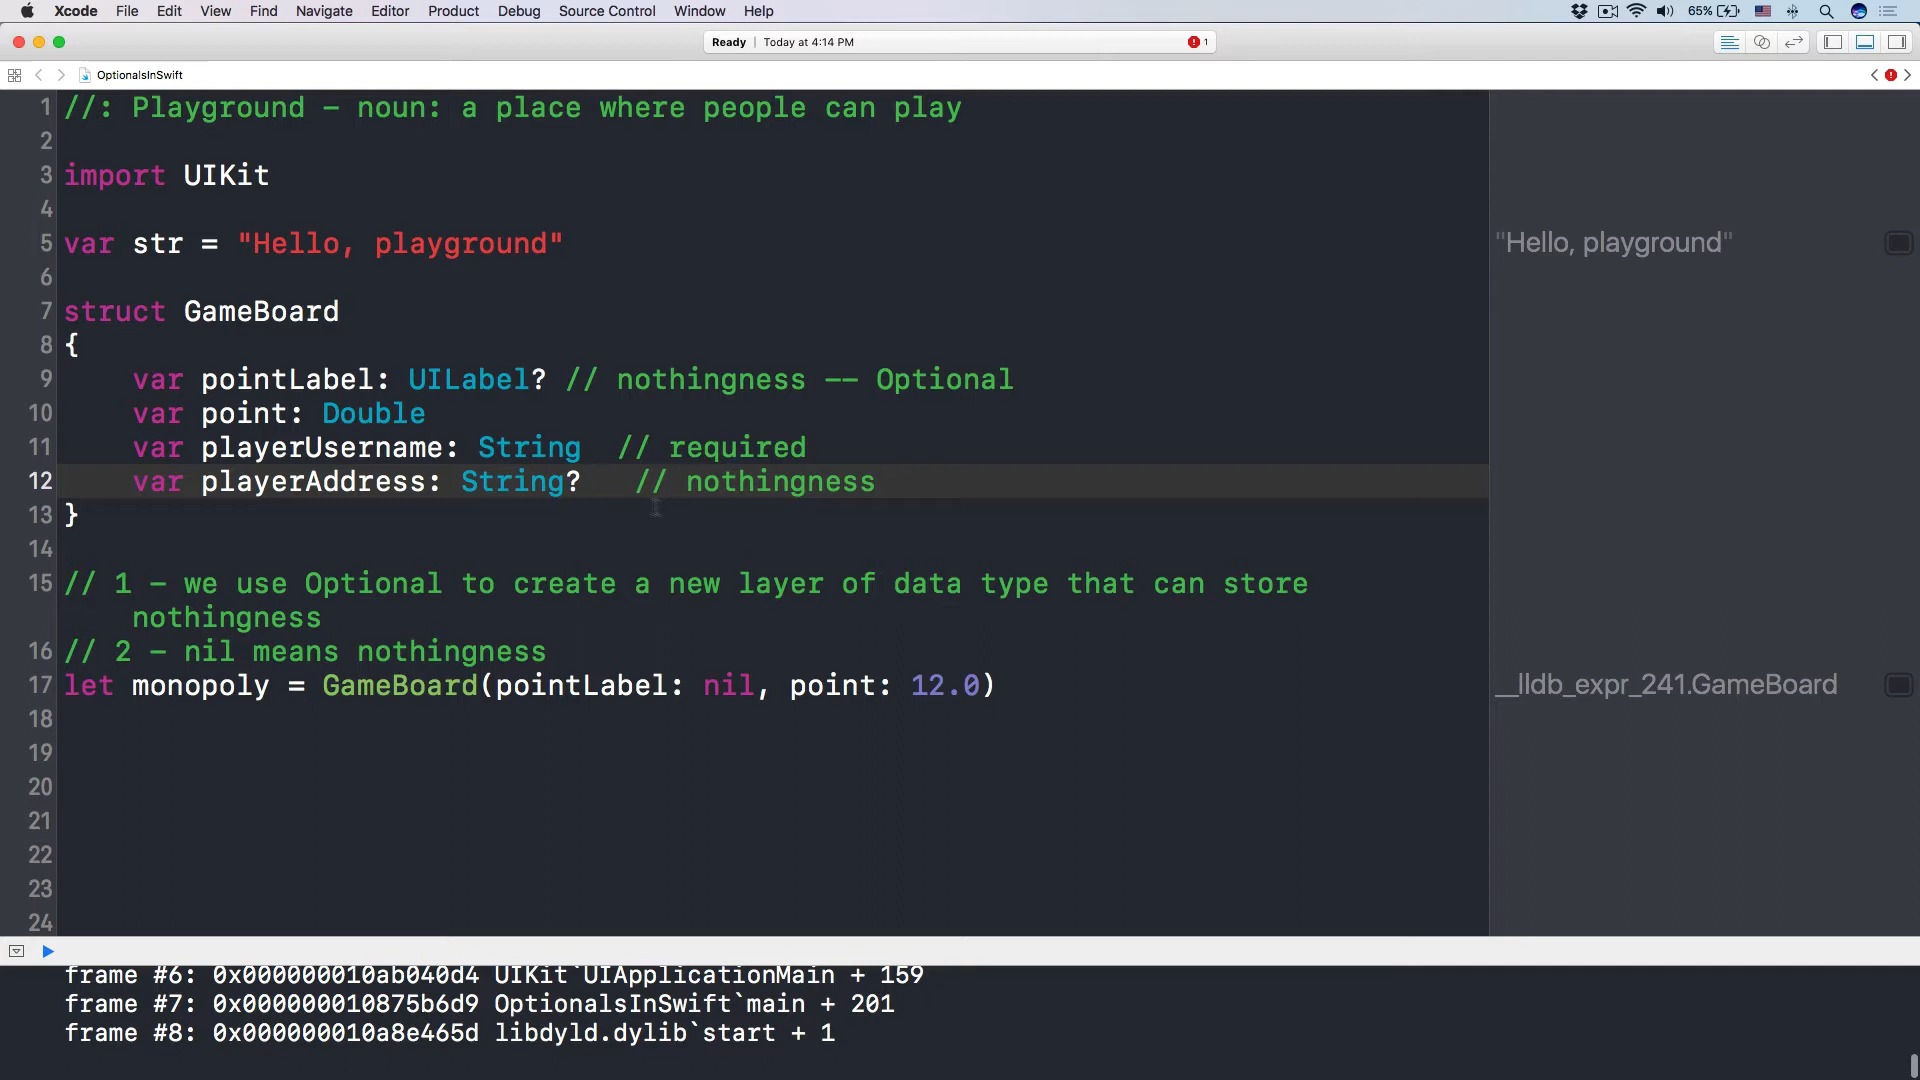 Xcode File Edit View Find Navigate Editor Product Debug Source Control Window Help 65%
Ready Today at 4:14 PM 1
OptionalsInSwift
1 //: Playground - noun: a place where people can play
2
3 import UIKit
4
5 var str = "Hello, playground" "Hello, playground"
6
7 struct GameBoard
8 {
9 var pointLabel: UILabel? // nothingness -- Optional
10 var point: Double
11 var playerUsername: String // required
12 var playerAddress: String? // nothingness
13 }
14
15 // 1 - we use Optional to create a new layer of data type that can store
nothingness
16 // 2 - nil means nothingness
17 let monopoly = GameBoard(pointLabel: nil, point: 12.0) __lldb_expr_241.GameBoard
18
19
20
21
22
23
24
frame #6: 0x000000010ab040d4 UIKit`UIApplicationMain + 159
frame #7: 0x000000010875b6d9 OptionalsInSwift`main + 201
frame #8: 0x000000010a8e465d libdyld.dylib`start + 1